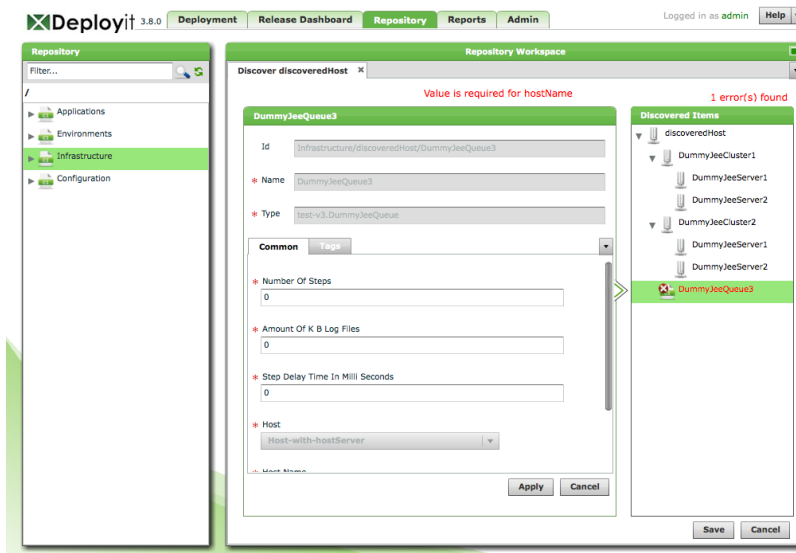 Deployit 3.8.0
Deployment
Release Dashboard
Repository
Reports
Admin
Logged in as admin
Help
Repository
Filter...
/
Applications
Environments
Infrastructure
Configuration
Repository Workspace
Discover discoveredHost
Value is required for hostName
1 error(s) found
DummyJeeQueue3
Id Infrastructure/discoveredHost/DummyJeeQueue3
* Name DummyJeeQueue3
* Type test-v3.DummyJeeQueue
Common Tags
* Number Of Steps
0
* Amount Of K B Log Files
0
* Step Delay Time In Milli Seconds
0
* Host
Host-with-hostServer
* Host Name
Apply Cancel
Discovered Items
discoveredHost
DummyJeeCluster1
DummyJeeServer1
DummyJeeServer2
DummyJeeCluster2
DummyJeeServer1
DummyJeeServer2
DummyJeeQueue3
Save Cancel